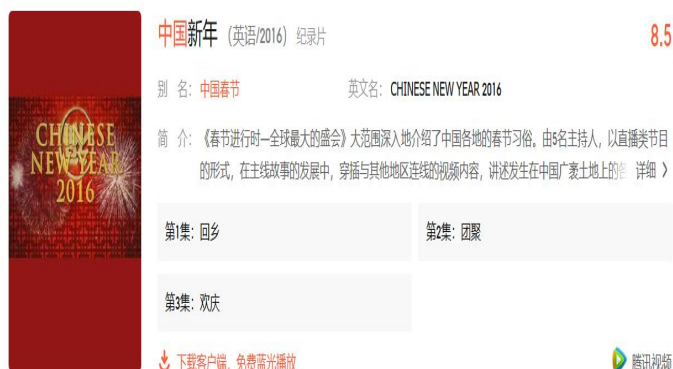 中国新年 (英语/2016) 纪录片 8.5
别 名: 中国春节 英文名: CHINESE NEW YEAR 2016
CHINESE
NEW YEAR
2016
简 介: 《春节进行时—全球最大的盛会》大范围深入地介绍了中国各地的春节习俗。由5名主持人，以直播类节目
的形式，在主线故事的发展中，穿插与其他地区连线的视频内容，讲述发生在中国广袤土地上的各 详细 >
第1集: 回乡 第2集: 团聚
第3集: 欢庆
下载客户端，免费蓝光播放 腾讯视频